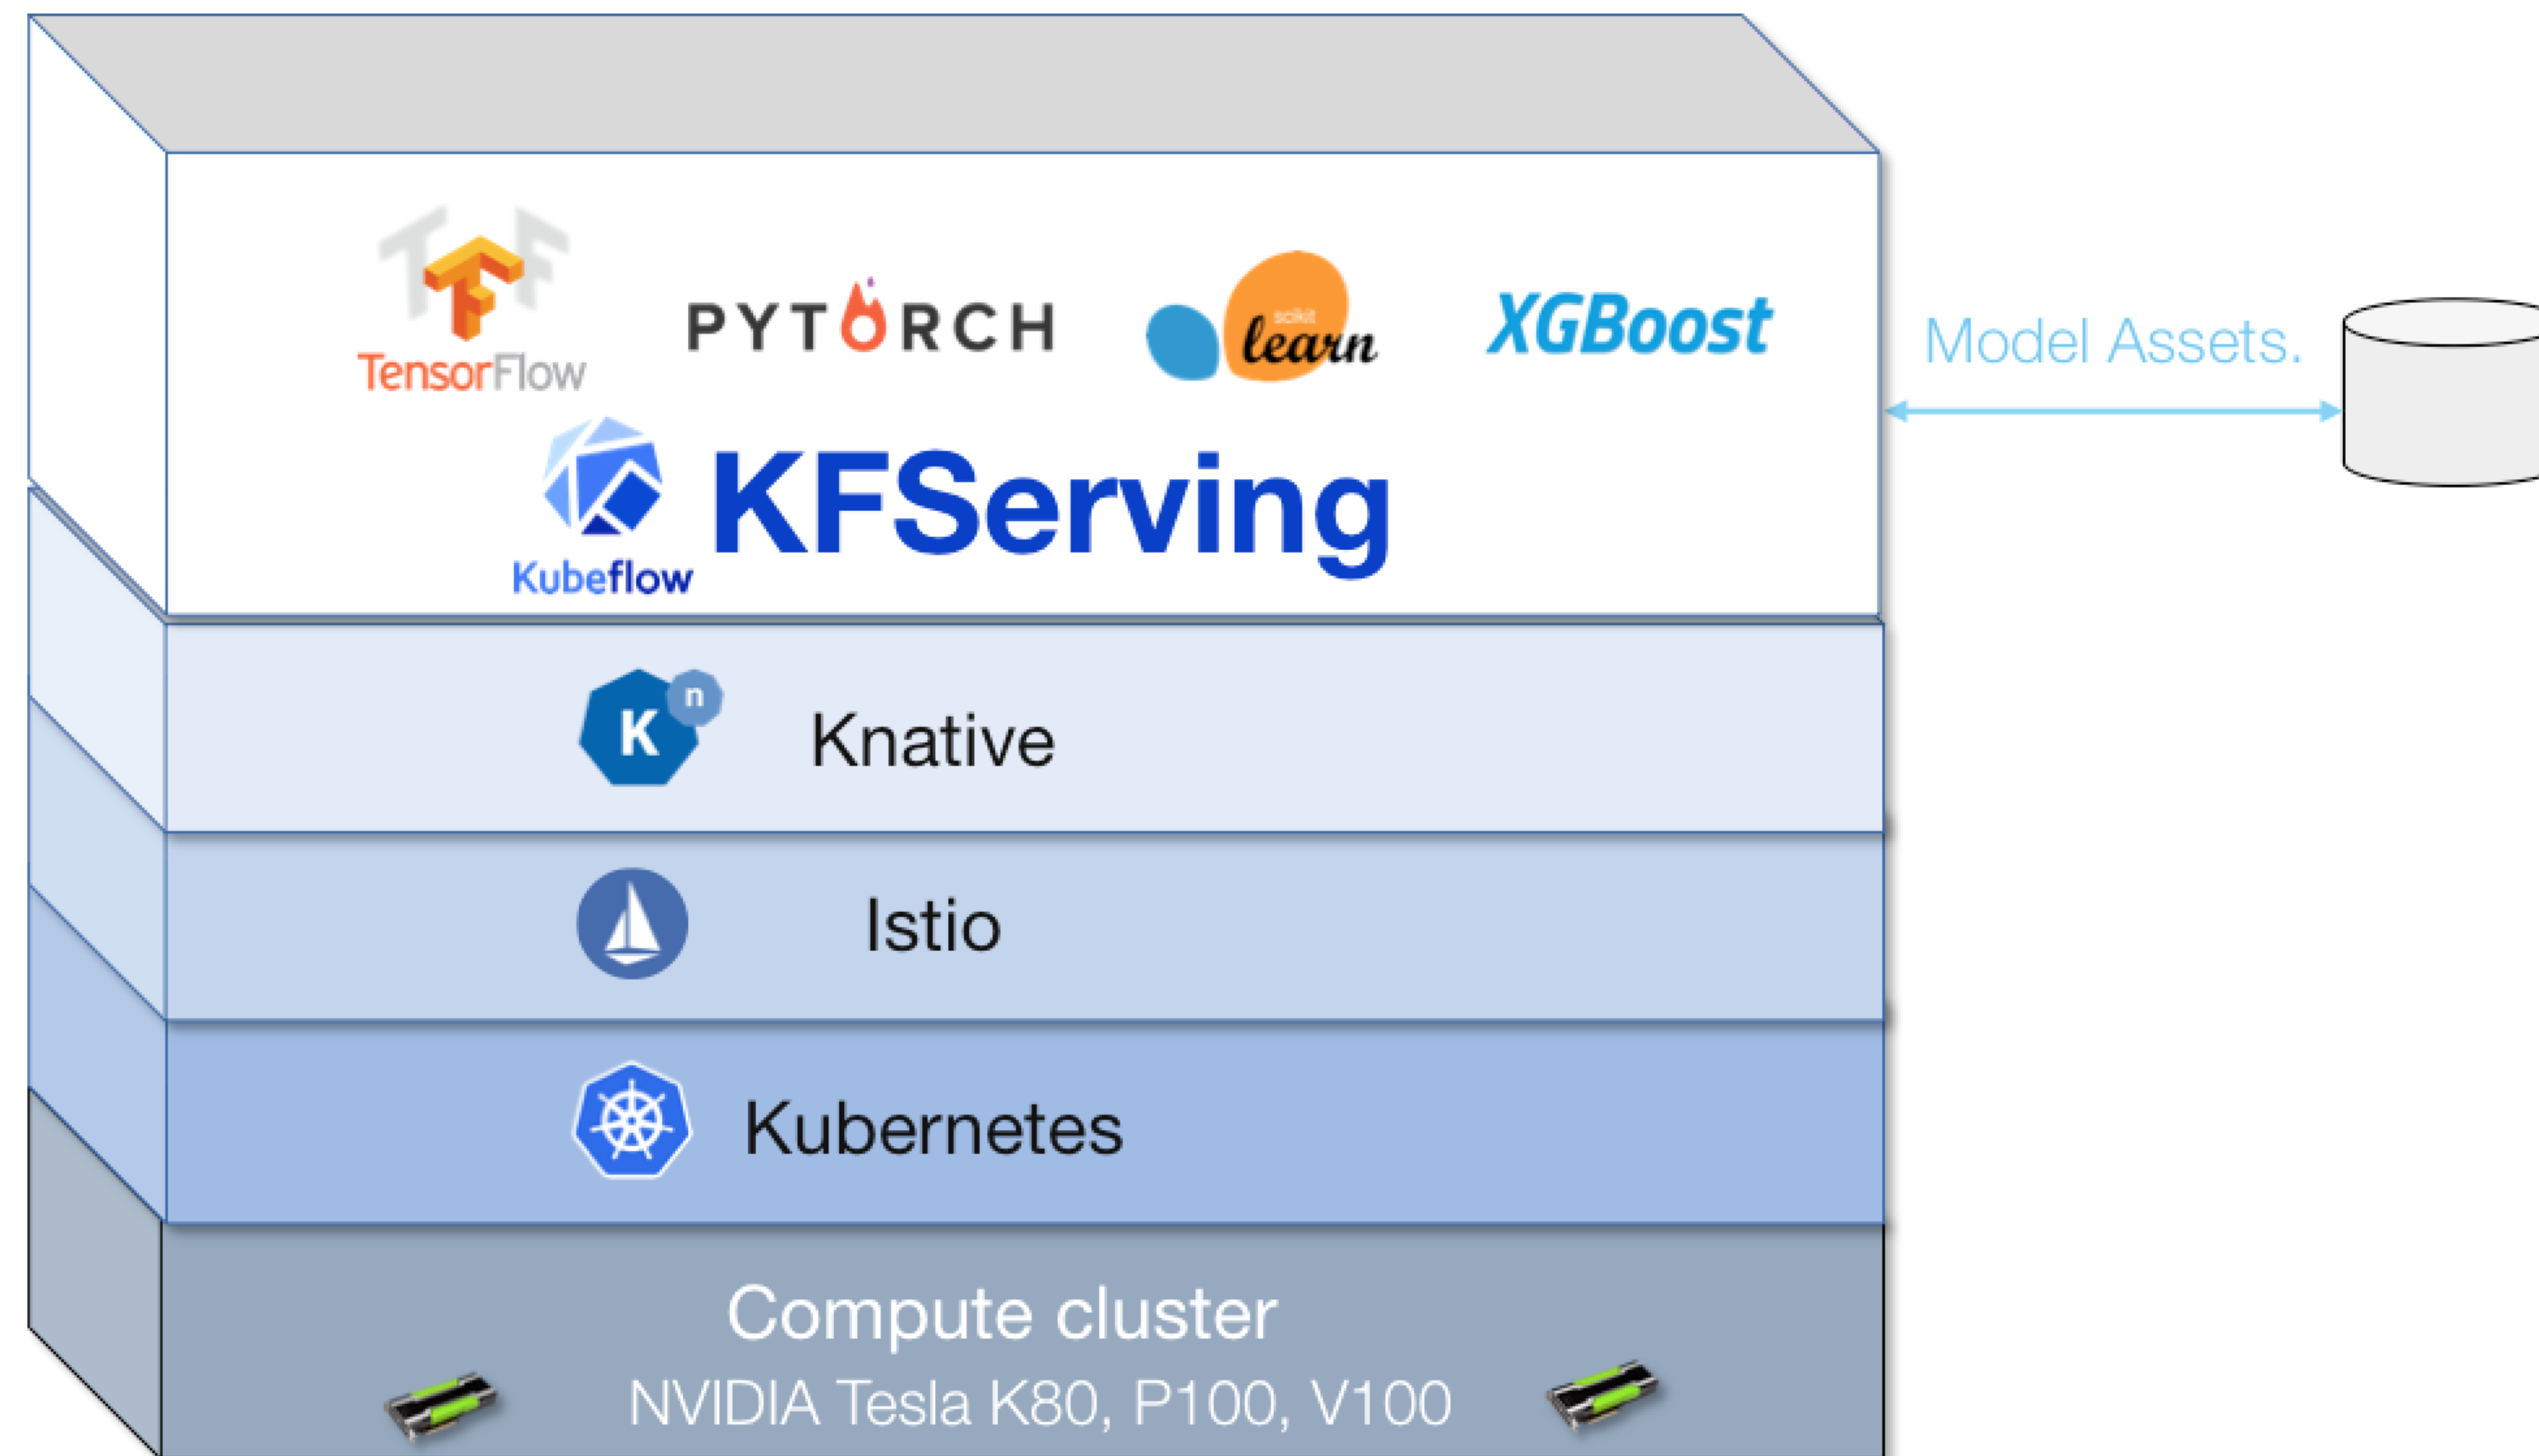 TensorFlow
PYTORCH
scikit
learn
XGBoost
Model Assets.
Kubeflow
KFServing
K n
Knative
Istio
Kubernetes
Compute cluster
NVIDIA Tesla K80, P100, V100